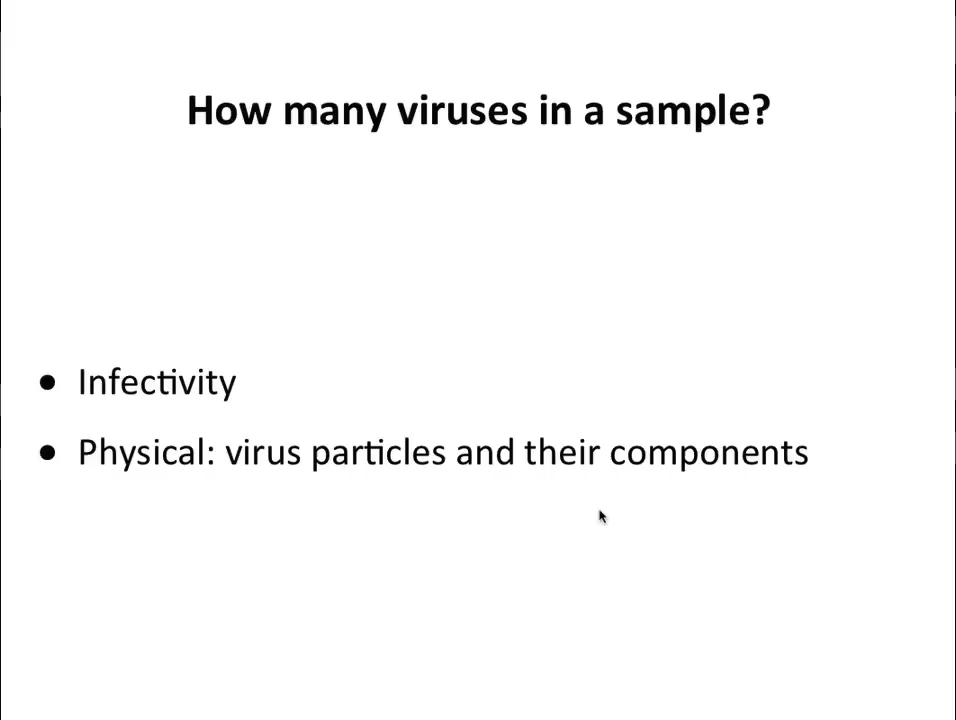 How many viruses in a sample?
• Infectivity
• Physical: virus particles and their components